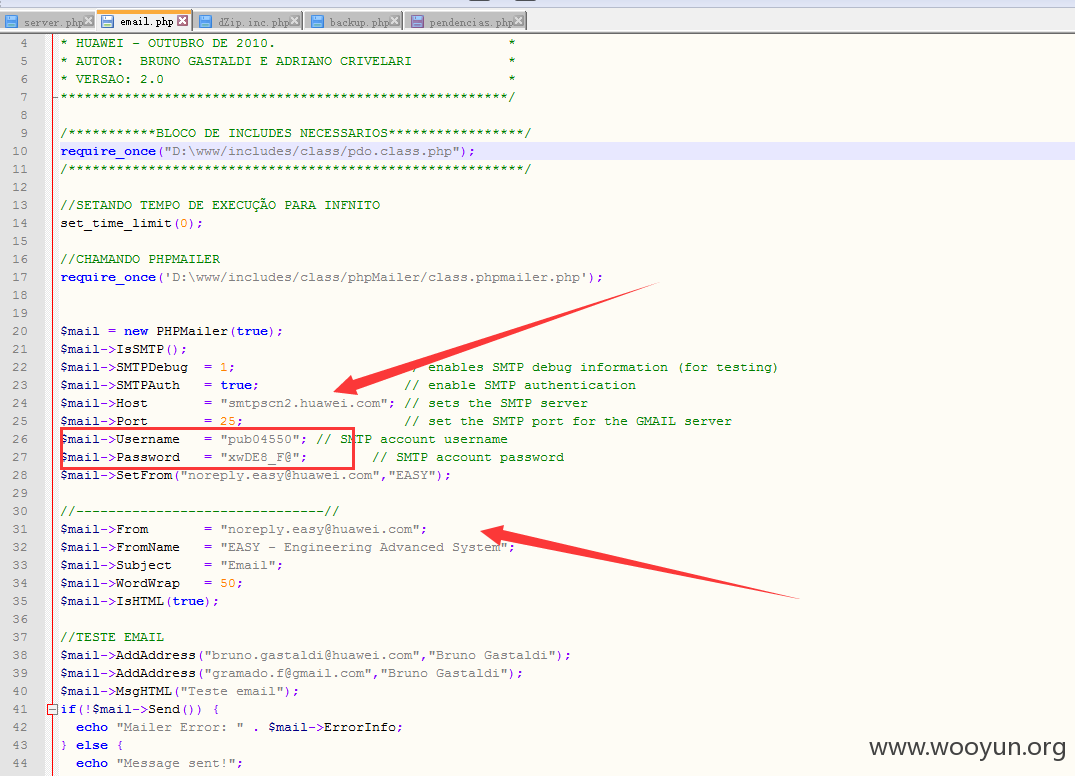 server.php email.php dZip.inc.php backup.php pendencias.php
4 * HUAWEI - OUTUBRO DE 2010. *
5 * AUTOR: BRUNO GASTALDI E ADRIANO CRIVELARI *
6 * VERSAO: 2.0 *
7 ********************************************************/
8
9 /***********BLOCO DE INCLUDES NECESSARIOS*****************/
10 require_once("D:\www/includes/class/pdo.class.php");
11 /*********************************************************/
12
13 //SETANDO TEMPO DE EXECUÇÃO PARA INFNITO
14 set_time_limit(0);
15
16 //CHAMANDO PHPMAILER
17 require_once('D:\www/includes/class/phpMailer/class.phpmailer.php');
18
19
20 $mail = new PHPMailer(true);
21 $mail->IsSMTP();
22 $mail->SMTPDebug = 1; // enables SMTP debug information (for testing)
23 $mail->SMTPAuth = true; // enable SMTP authentication
24 $mail->Host = "smtpscn2.huawei.com"; // sets the SMTP server
25 $mail->Port = 25; // set the SMTP port for the GMAIL server
26 $mail->Username = "pub04550"; // SMTP account username
27 $mail->Password = "xwDE8_F@"; // SMTP account password
28 $mail->SetFrom("noreply.easy@huawei.com","EASY");
29
30 //-------------------------------//
31 $mail->From = "noreply.easy@huawei.com";
32 $mail->FromName = "EASY - Engineering Advanced System";
33 $mail->Subject = "Email";
34 $mail->WordWrap = 50;
35 $mail->IsHTML(true);
36
37 //TESTE EMAIL
38 $mail->AddAddress("bruno.gastaldi@huawei.com","Bruno Gastaldi");
39 $mail->AddAddress("gramado.f@gmail.com","Bruno Gastaldi");
40 $mail->MsgHTML("Teste email");
41 if(!$mail->Send()) {
42 echo "Mailer Error: " . $mail->ErrorInfo;
43 } else {
44 echo "Message sent!";
www.wooyun.org